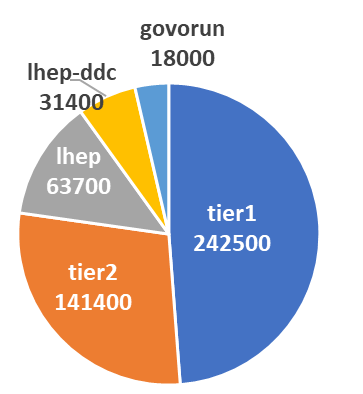 govorun
18000
lhep-ddc
31400
lhep
63700
tier1
242500
tier2
141400